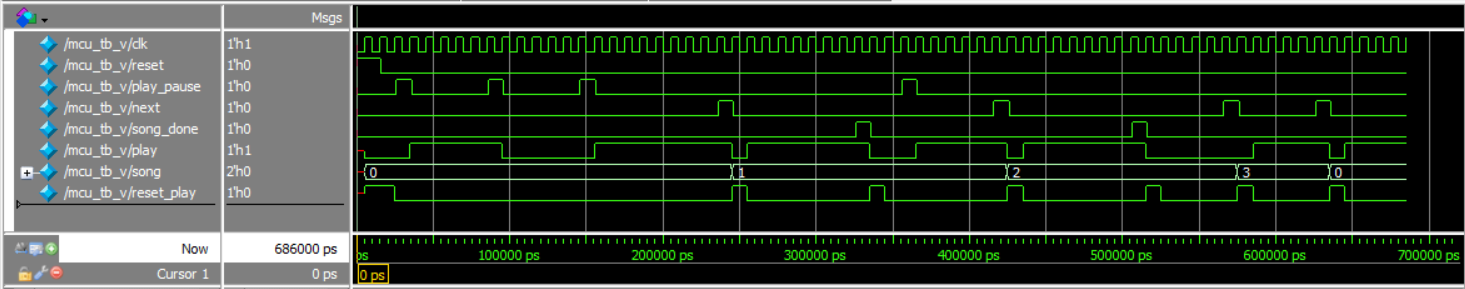 Msgs
/mcu_tb_v/clk 1'h1
/mcu_tb_v/reset 1'h0
/mcu_tb_v/play_pause 1'h0
/mcu_tb_v/next 1'h0
/mcu_tb_v/song_done 1'h0
/mcu_tb_v/play 1'h1
/mcu_tb_v/song 2'h0 0 1 2 3 0
/mcu_tb_v/reset_play 1'h0
Now 686000 ps ps 100000 ps 200000 ps 300000 ps 400000 ps 500000 ps 600000 ps 700000 ps
Cursor 1 0 ps 0 ps